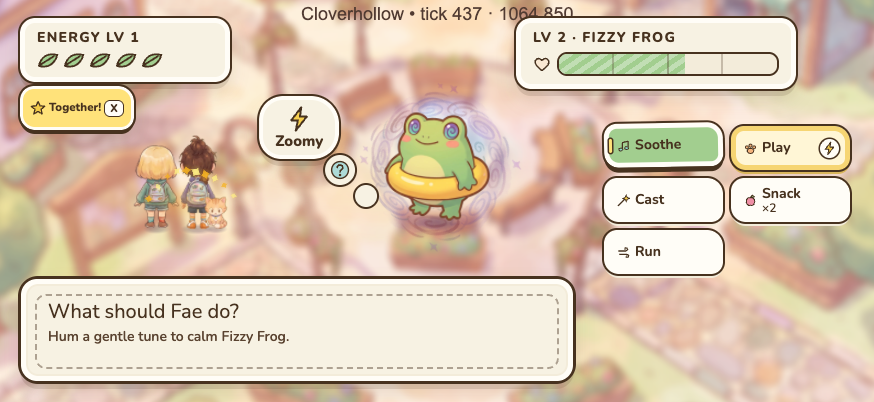 Cloverhollow • tick 437 · 1064,850
ENERGY LV 1
LV 2 · FIZZY FROG
Together! X
Zoomy
?
Soothe
Play
Cast
Snack
×2
Run
What should Fae do?
Hum a gentle tune to calm Fizzy Frog.